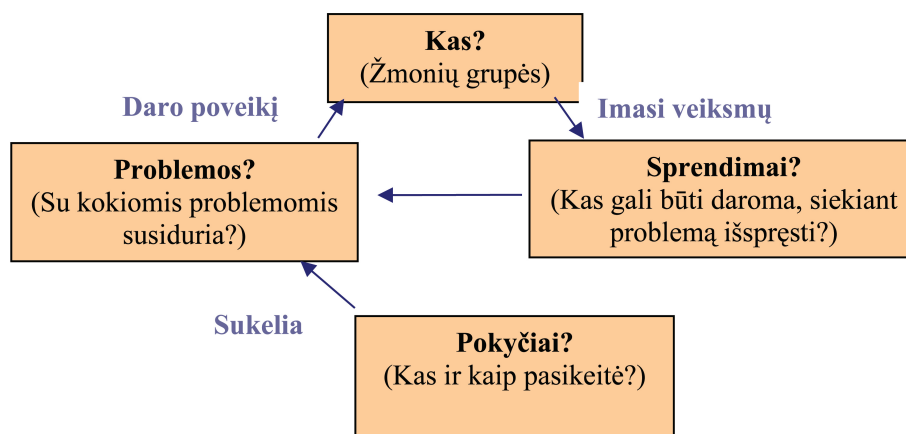 Kas?
(Žmonių grupės)
Daro poveikį
Imasi veiksmų
Problemos?
(Su kokiomis problemomis
susiduria?)
Sprendimai?
(Kas gali būti daroma, siekiant
problemą išspręsti?)
Sukelia
Pokyčiai?
(Kas ir kaip pasikeitė?)